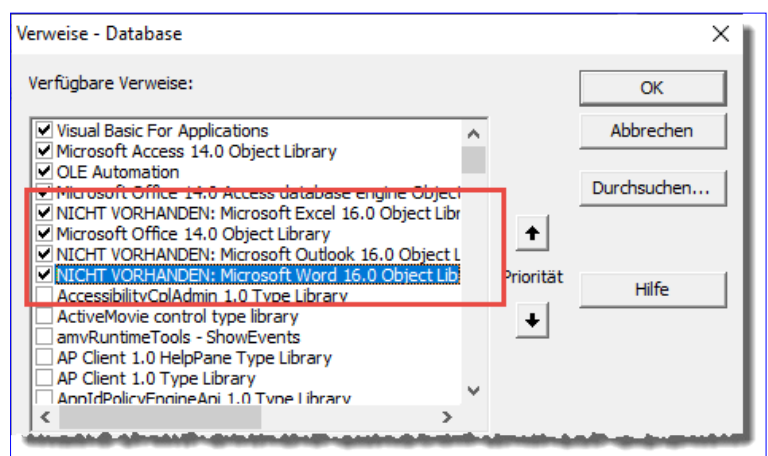 Verweise - Database
Verfügbare Verweise:
OK
Abbrechen
Durchsuchen...
Hilfe
Priorität
Visual Basic For Applications
Microsoft Access 14.0 Object Library
OLE Automation
Microsoft Office 14.0 Access database engine Object
NICHT VORHANDEN: Microsoft Excel 16.0 Object Libr
Microsoft Office 14.0 Object Library
NICHT VORHANDEN: Microsoft Outlook 16.0 Object L
NICHT VORHANDEN: Microsoft Word 16.0 Object Lib
AccessibilityCplAdmin 1.0 Type Library
ActiveMovie control type library
amvRuntimeTools - ShowEvents
AP Client 1.0 HelpPane Type Library
AP Client 1.0 Type Library
AppIdPolicyEngineApi 1.0 Type Library